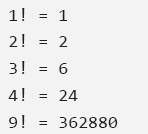 1! = 1
2! = 2
3! = 6
4! = 24
9! = 362880